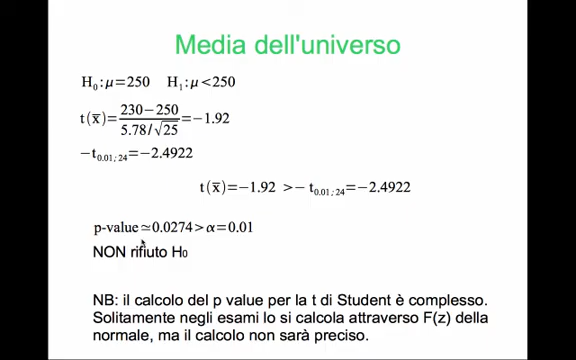 Media dell'universo
H₀:μ=250 H₁:μ<250
t(x̄)=(230−250)/(5.78/√25)=−1.92
−t₀.₀₁;₂₄=−2.4922
t(x̄)=−1.92 >− t₀.₀₁;₂₄=−2.4922
p-value≃0.0274>α=0.01
NON rifiuto H₀
NB: il calcolo del p value per la t di Student è complesso.
Solitamente negli esami lo si calcola attraverso F(z) della
normale, ma il calcolo non sarà preciso.